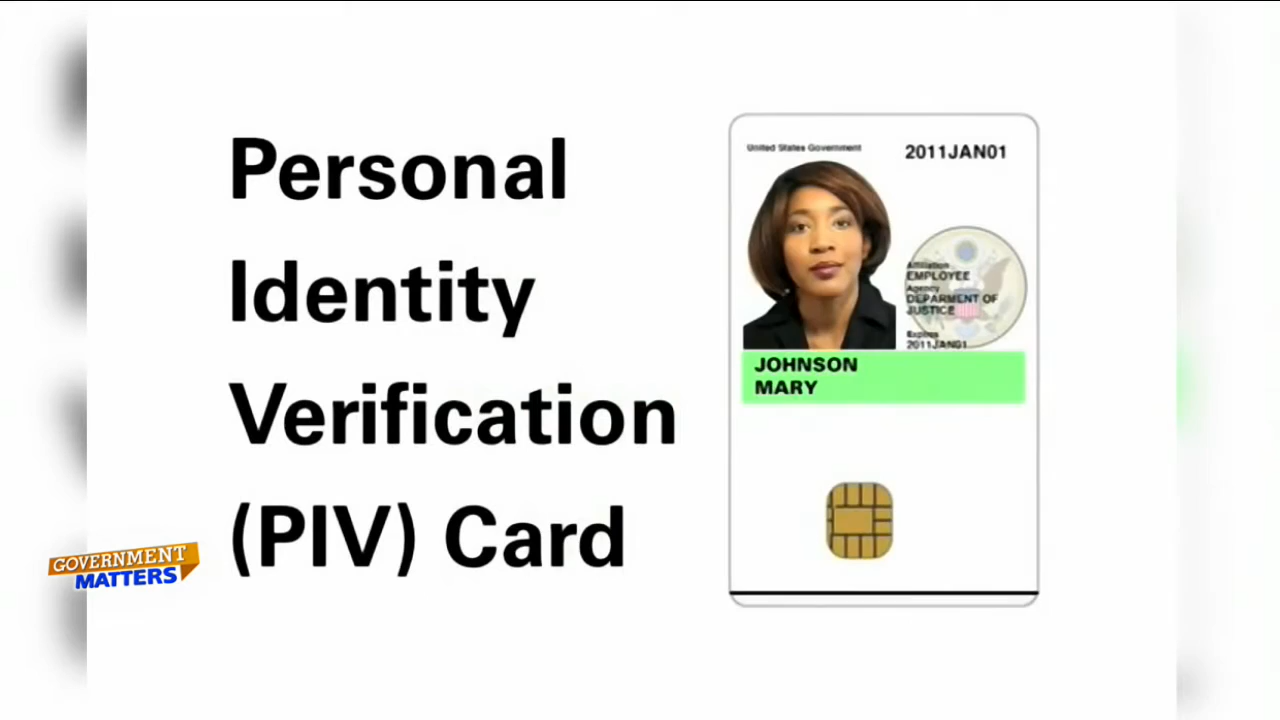 Personal
Identity
Verification
(PIV) Card
United States Government
2011JAN01
Affiliation
EMPLOYEE
Agency
DEPARMENT OF
JUSTICE
Expires
2011JAN01
JOHNSON
MARY
GOVERNMENT
MATTERS